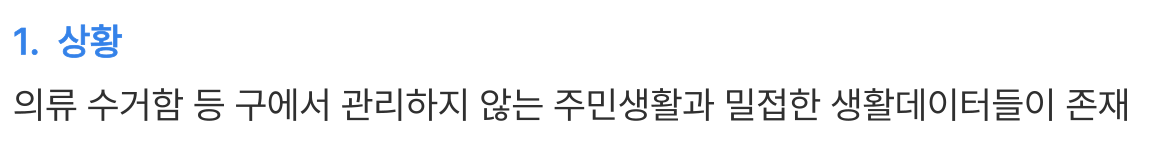 1. 상황
의류 수거함 등 구에서 관리하지 않는 주민생활과 밀접한 생활데이터들이 존재